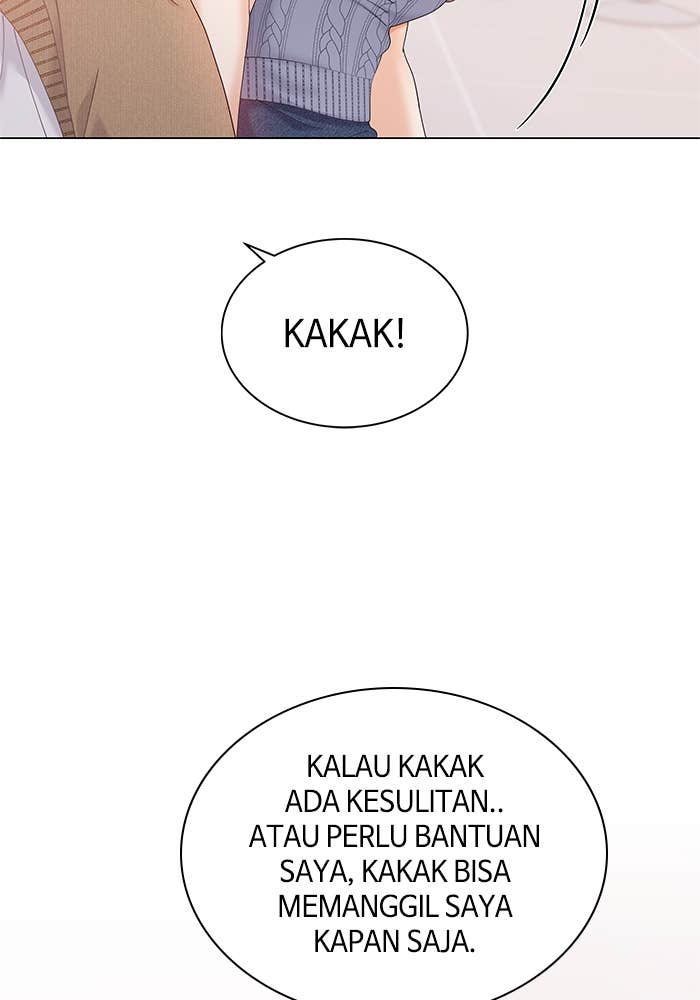 KAKAK!
KALAU KAKAK
ADA KESULITAN..
ATAU PERLU BANTUAN
SAYA, KAKAK BISA
MEMANGGIL SAYA
KAPAN SAJA.